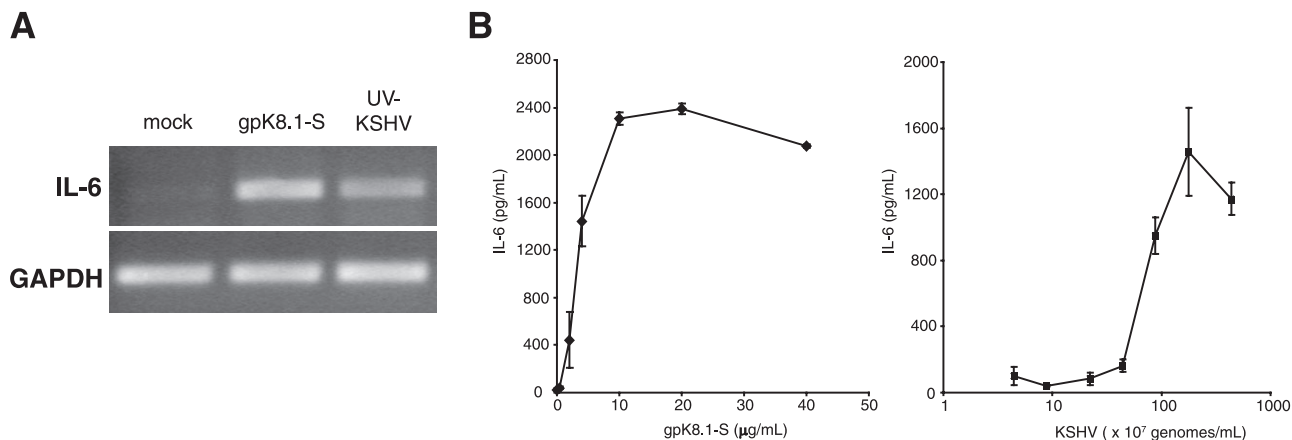 A
mock
gpK8.1-S
UV-
KSHV
IL-6
GAPDH
B
2800
2400
2000
1600
1200
800
400
0
IL-6 (pg/mL)
0
10
20
30
40
50
gpK8.1-S (μg/mL)
2000
1600
1200
800
400
0
IL-6 (pg/mL)
1
10
100
1000
KSHV ( x 10⁷ genomes/mL)